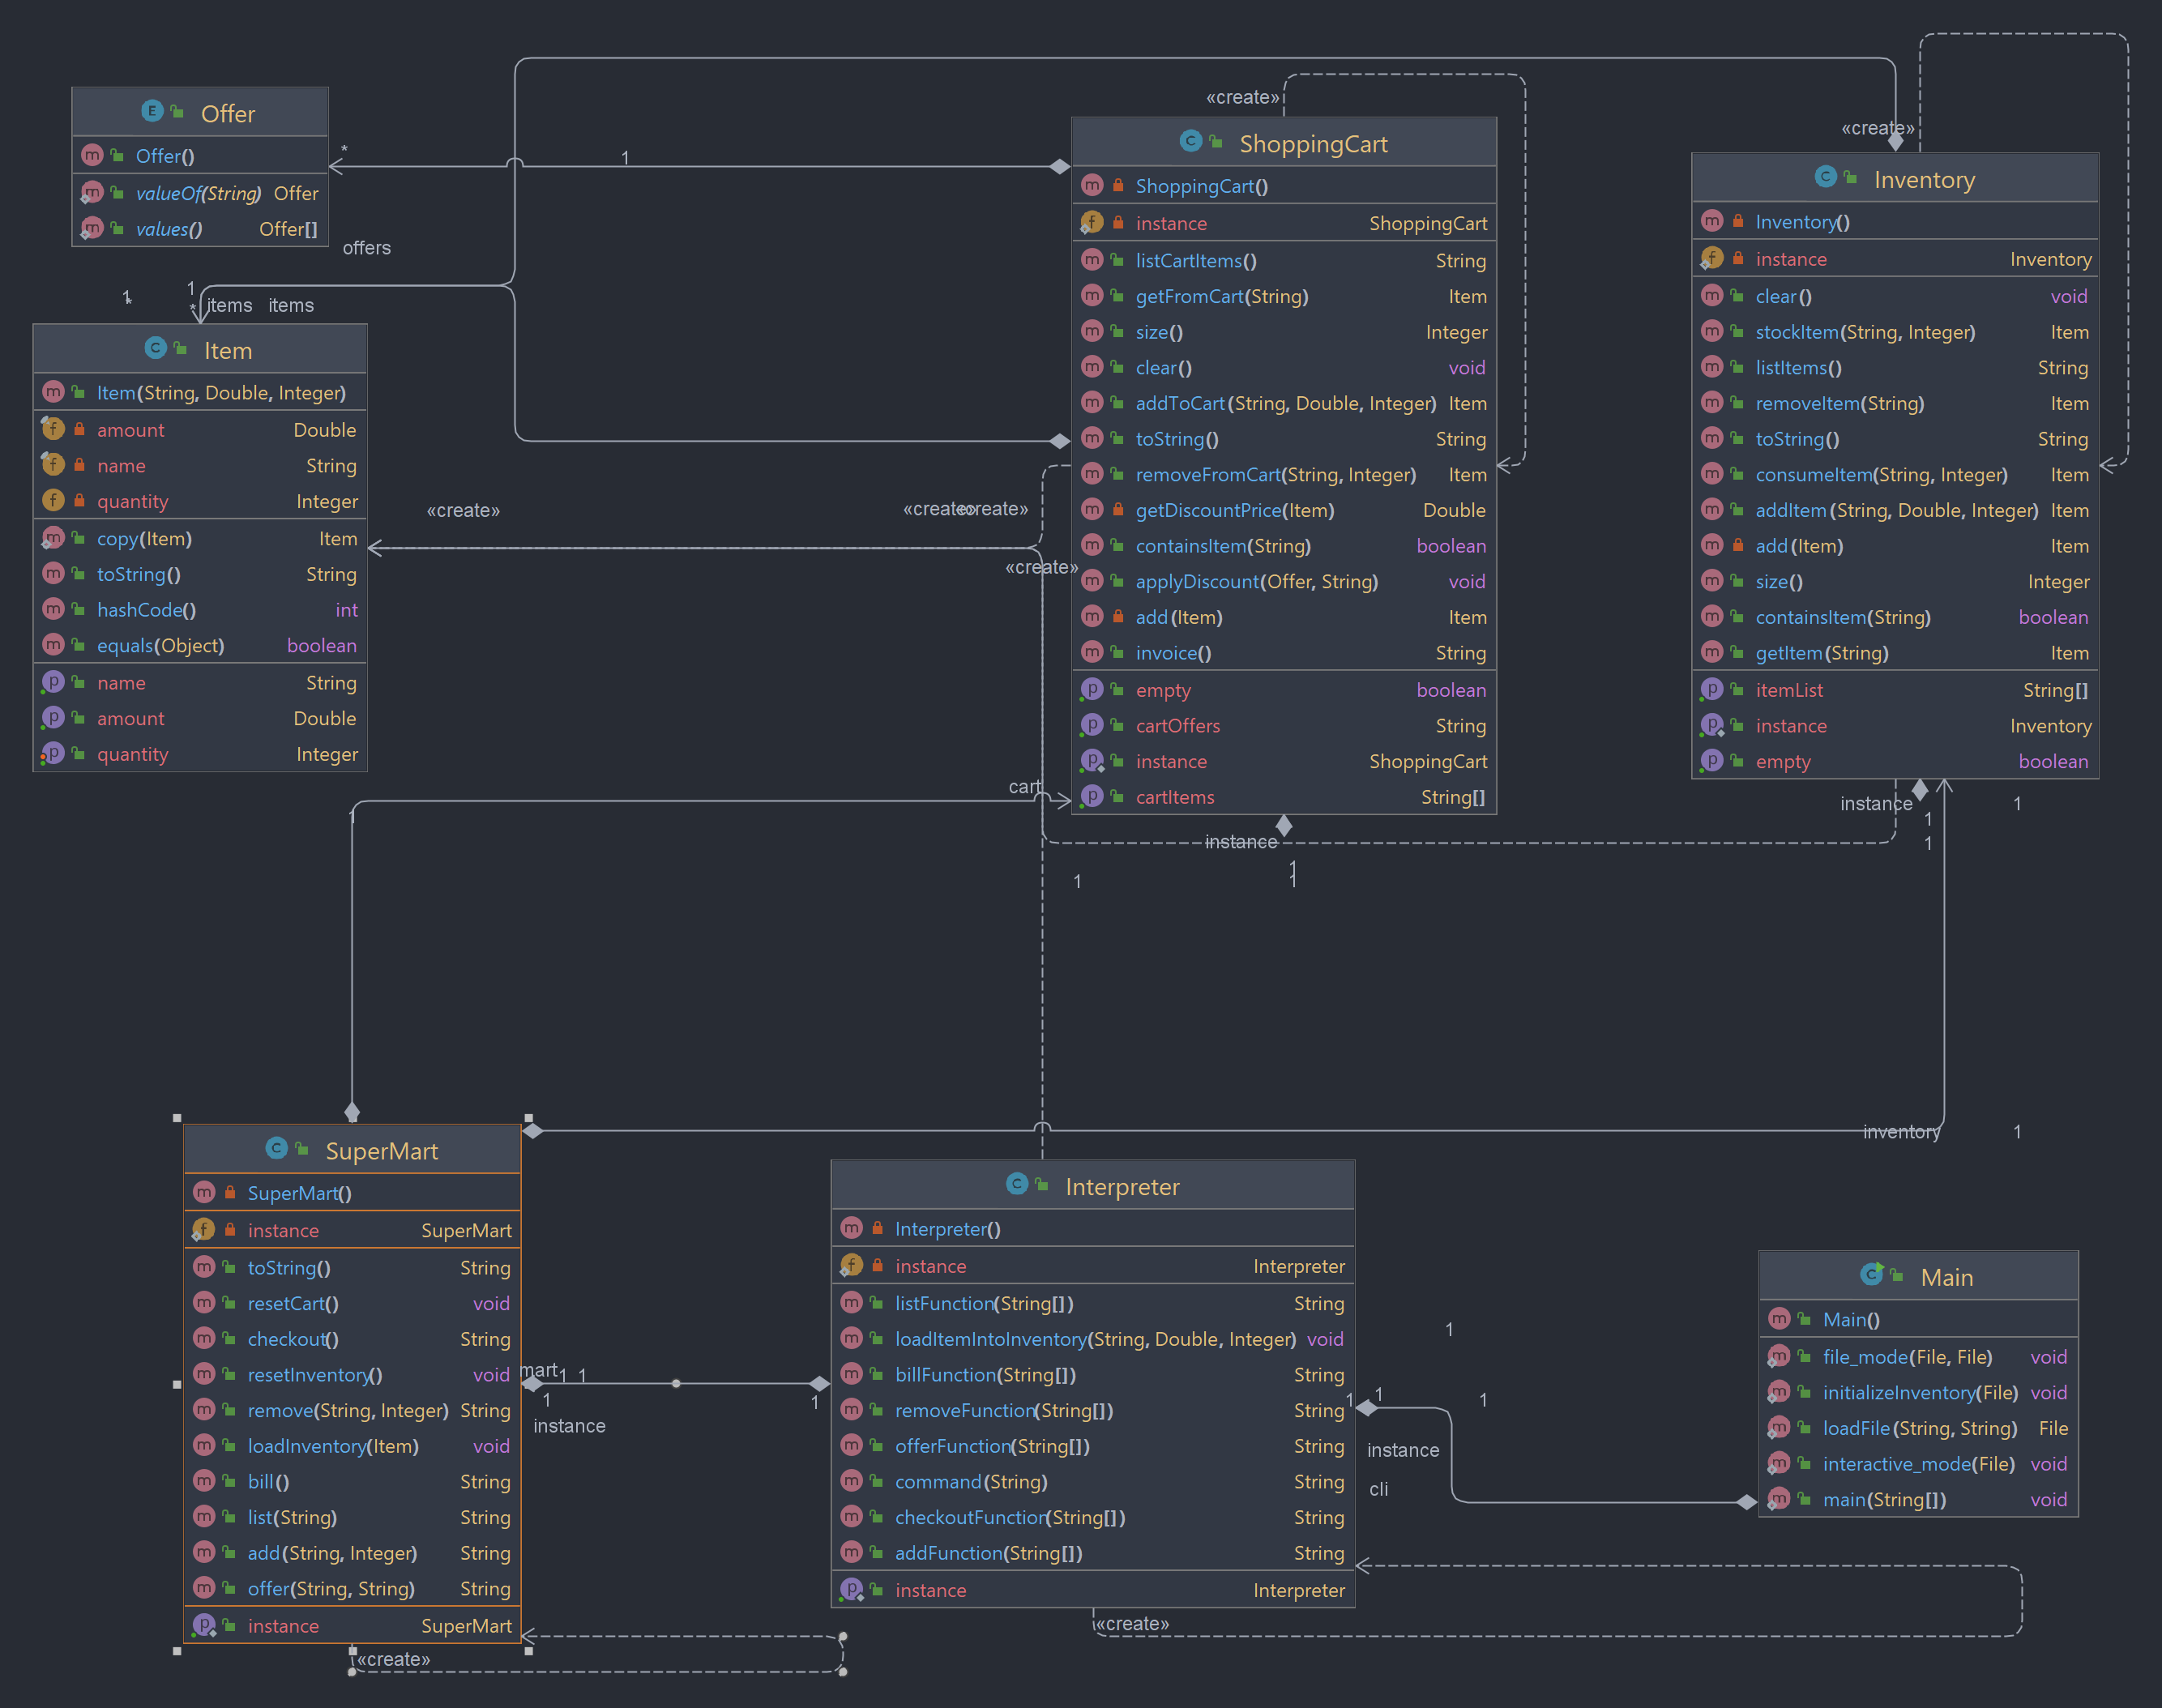 Offer
Offer()
valueOf(String) Offer
values() Offer[]
*
1
offers
1
*
1
*
items
items
Item
Item(String, Double, Integer)
amount Double
name String
quantity Integer
copy(Item) Item
toString() String
hashCode() int
equals(Object) boolean
name String
amount Double
quantity Integer
«create»
«create»
«create»
«create»
«create»
ShoppingCart
ShoppingCart()
instance ShoppingCart
listCartItems() String
getFromCart(String) Item
size() Integer
clear() void
addToCart(String, Double, Integer) Item
toString() String
removeFromCart(String, Integer) Item
getDiscountPrice(Item) Double
containsItem(String) boolean
applyDiscount(Offer, String) void
add(Item) Item
invoice() String
empty boolean
cartOffers String
instance ShoppingCart
cartItems String[]
cart
instance
1
1
1
1
«create»
Inventory
Inventory()
instance Inventory
clear() void
stockItem(String, Integer) Item
listItems() String
removeItem(String) Item
toString() String
consumeItem(String, Integer) Item
addItem(String, Double, Integer) Item
add(Item) Item
size() Integer
containsItem(String) boolean
getItem(String) Item
itemList String[]
instance Inventory
empty boolean
instance
1
1
1
inventory
1
SuperMart
SuperMart()
instance SuperMart
toString() String
resetCart() void
checkout() String
resetInventory() void
remove(String, Integer) String
loadInventory(Item) void
bill() String
list(String) String
add(String, Integer) String
offer(String, String) String
instance SuperMart
«create»
mart
1
1
1
1
instance
Interpreter
Interpreter()
instance Interpreter
listFunction(String[]) String
loadItemIntoInventory(String, Double, Integer) void
billFunction(String[]) String
removeFunction(String[]) String
offerFunction(String[]) String
command(String) String
checkoutFunction(String[]) String
addFunction(String[]) String
instance Interpreter
«create»
1
1
1
1
instance
cli
Main
Main()
file_mode(File, File) void
initializeInventory(File) void
loadFile(String, String) File
interactive_mode(File) void
main(String[]) void